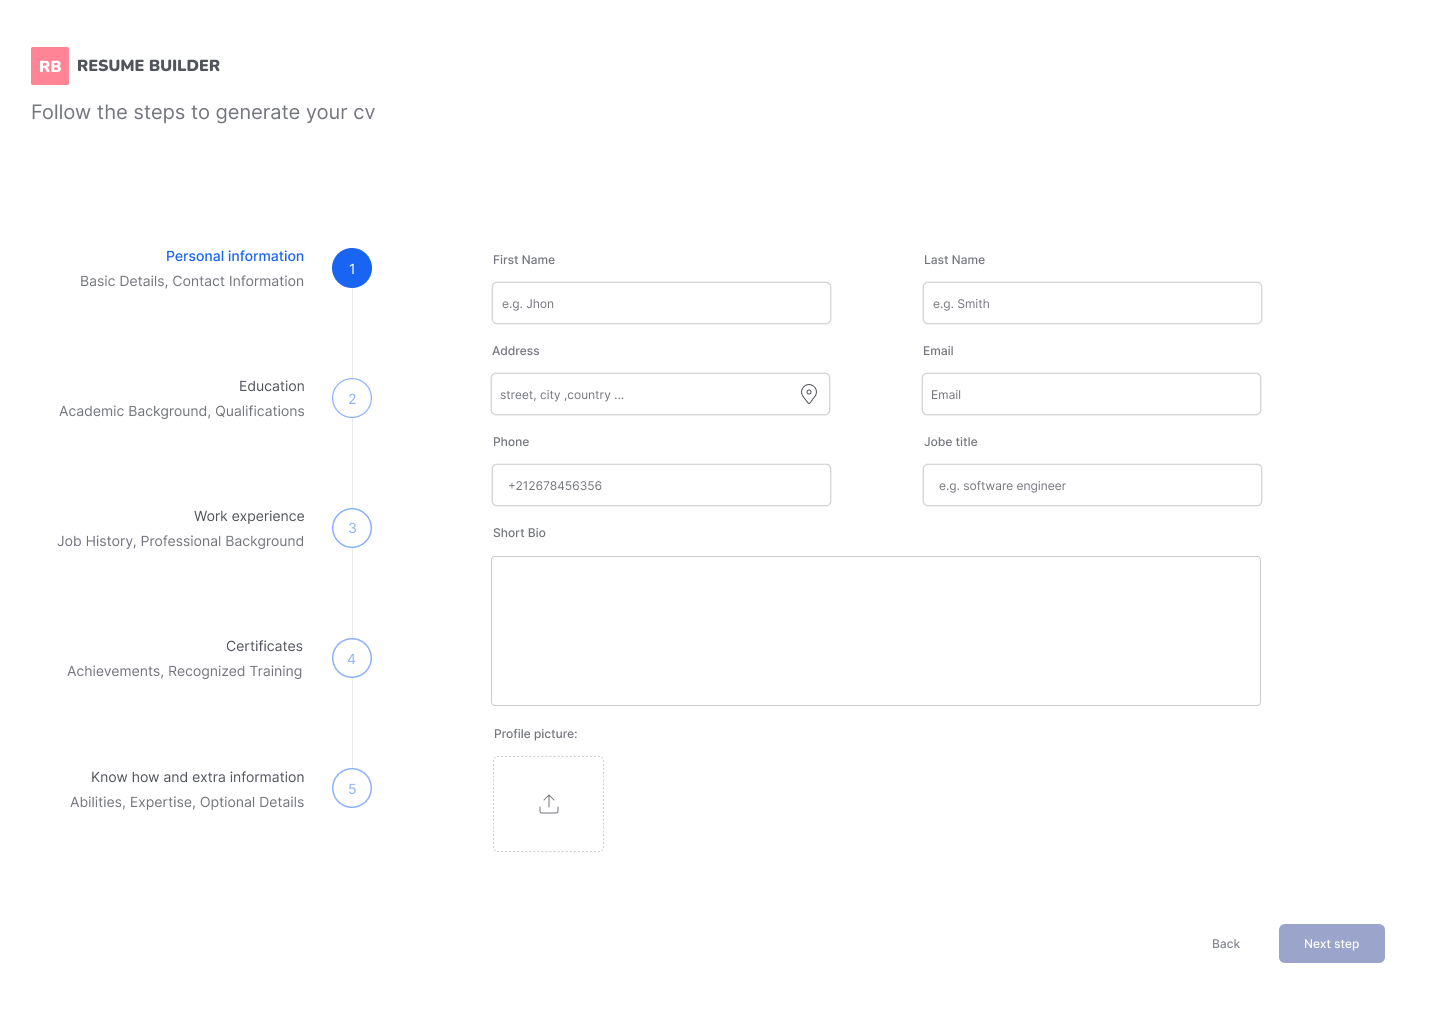 RB RESUME BUILDER
Follow the steps to generate your cv
Personal information
Basic Details, Contact Information
1
Education
Academic Background, Qualifications
2
Work experience
Job History, Professional Background
3
Certificates
Achievements, Recognized Training
4
Know how and extra information
Abilities, Expertise, Optional Details
5
First Name
e.g. Jhon
Last Name
e.g. Smith
Address
street, city ,country ...
Email
Email
Phone
+212678456356
Jobe title
e.g. software engineer
Short Bio
Profile picture:
Back
Next step